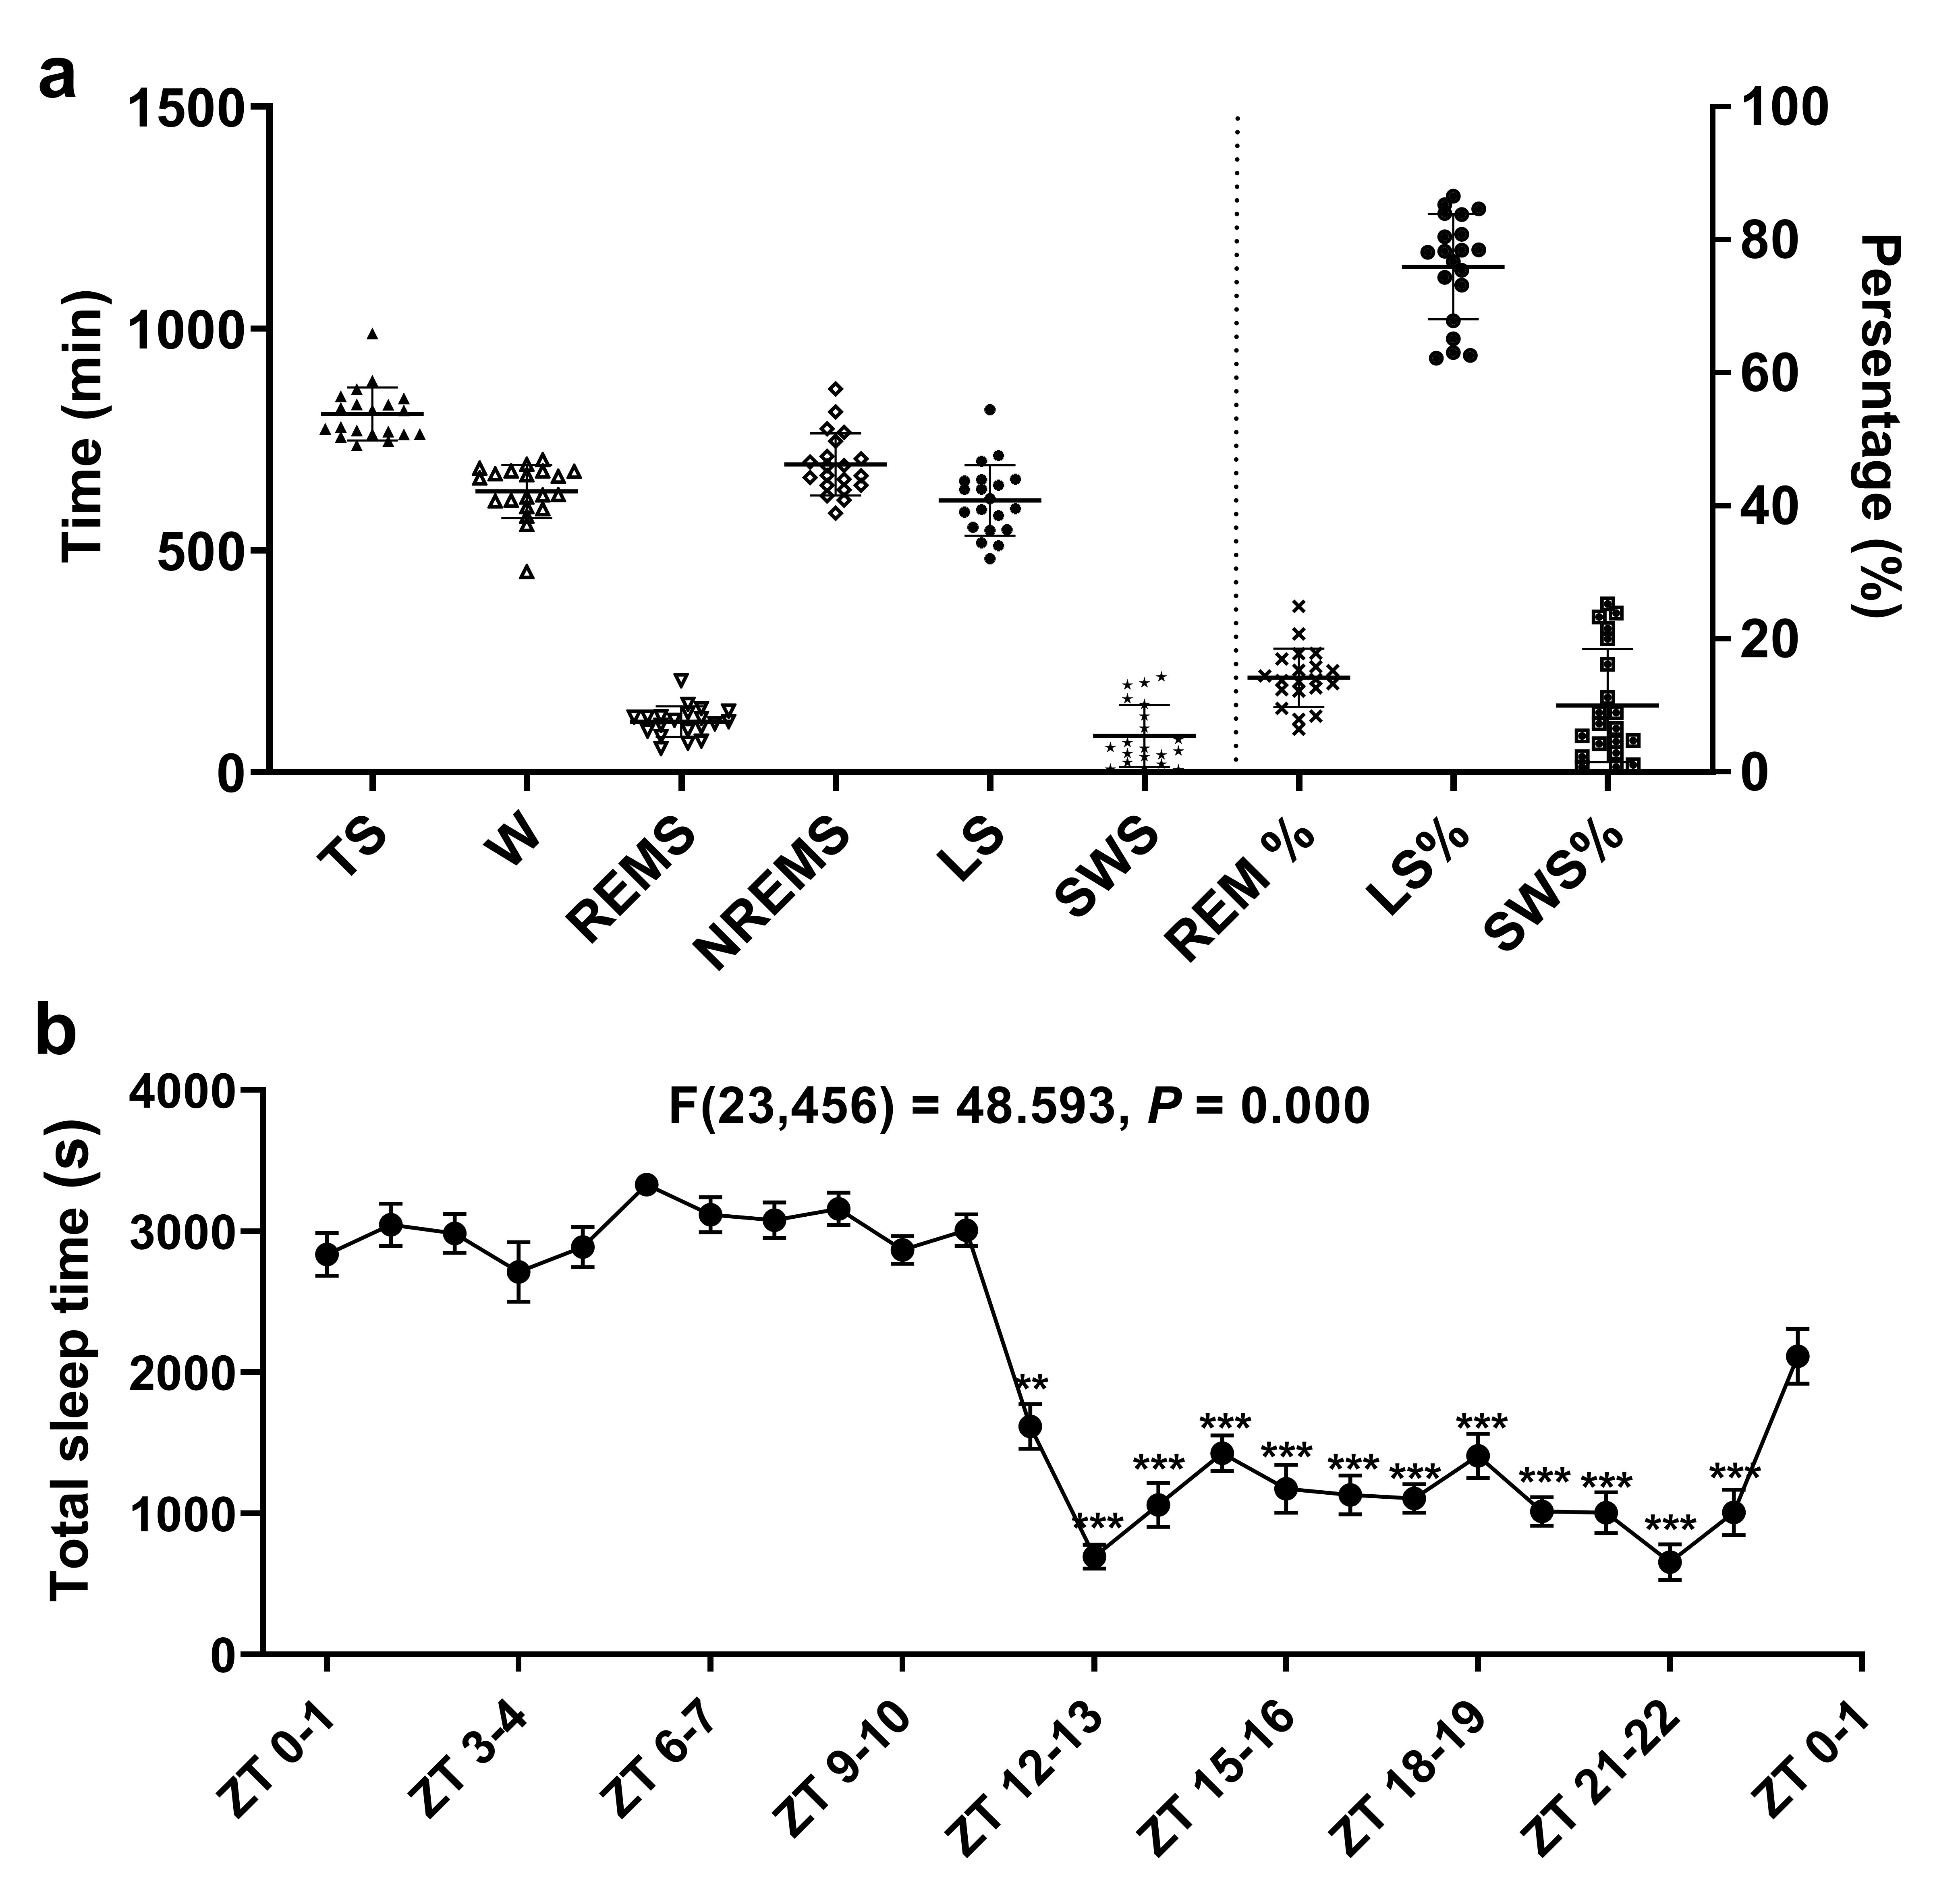 a
1500
1000
500
0
Time (min)
100
80
60
40
20
0
Persentage (%)
TS
W
REMS
NREMS
LS
SWS
REM %
LS%
SWS%
b
F(23,456) = 48.593, P = 0.000
4000
3000
2000
1000
0
Total sleep time (s)
**
***
***
***
***
***
***
***
***
***
***
***
ZT 0-1
ZT 3-4
ZT 6-7
ZT 9-10
ZT 12-13
ZT 15-16
ZT 18-19
ZT 21-22
ZT 0-1